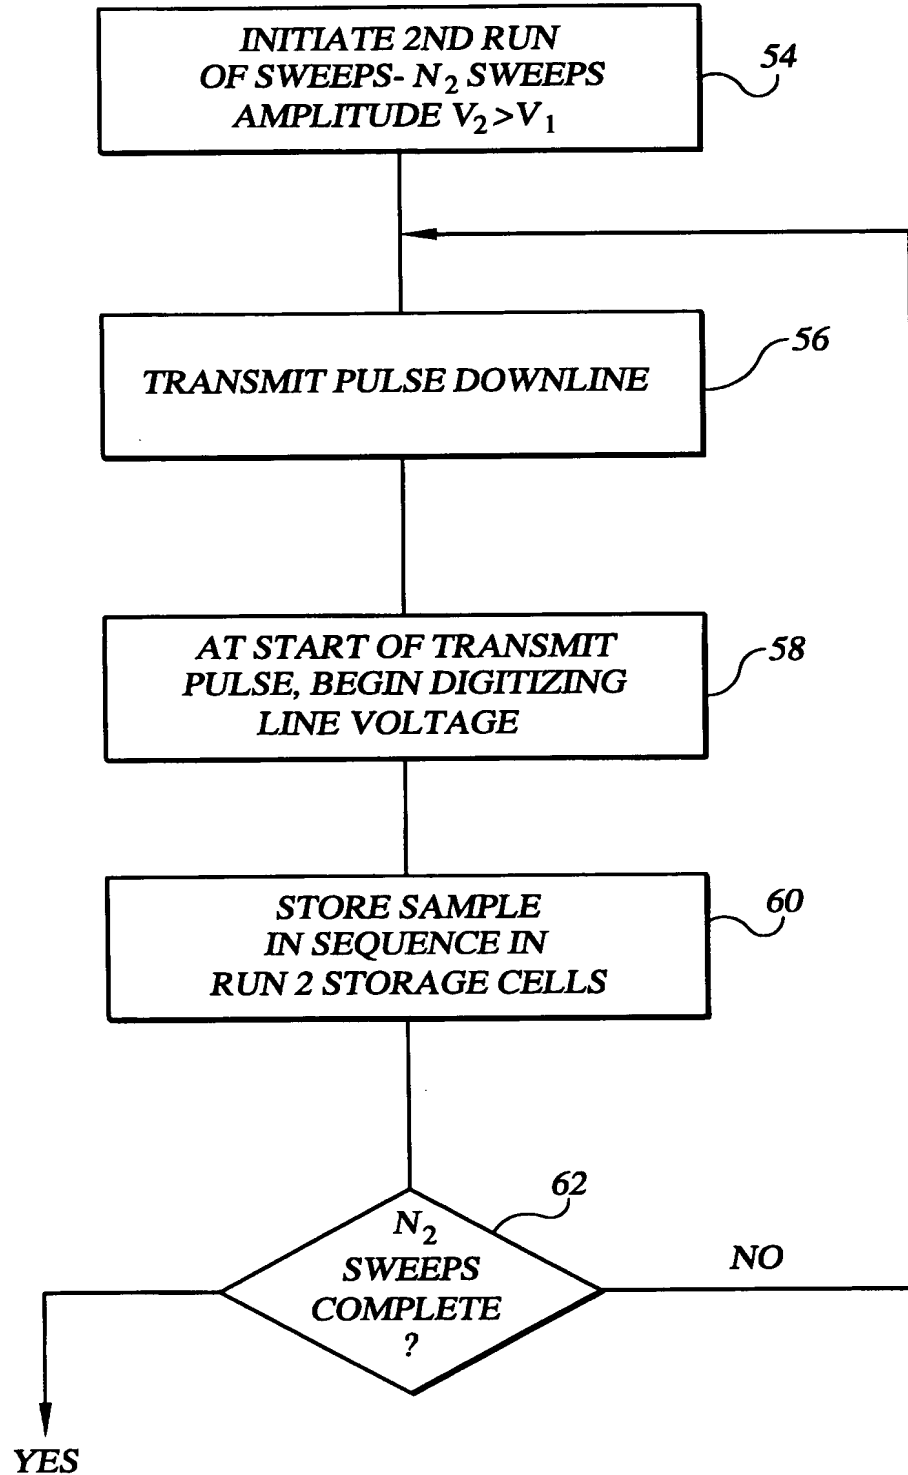 INITIATE 2ND RUN
OF SWEEPS- N₂ SWEEPS
AMPLITUDE V₂>V₁
54
TRANSMIT PULSE DOWNLINE
56
AT START OF TRANSMIT
PULSE, BEGIN DIGITIZING
LINE VOLTAGE
58
STORE SAMPLE
IN SEQUENCE IN
RUN 2 STORAGE CELLS
60
62
N₂
SWEEPS
COMPLETE
?
NO
YES